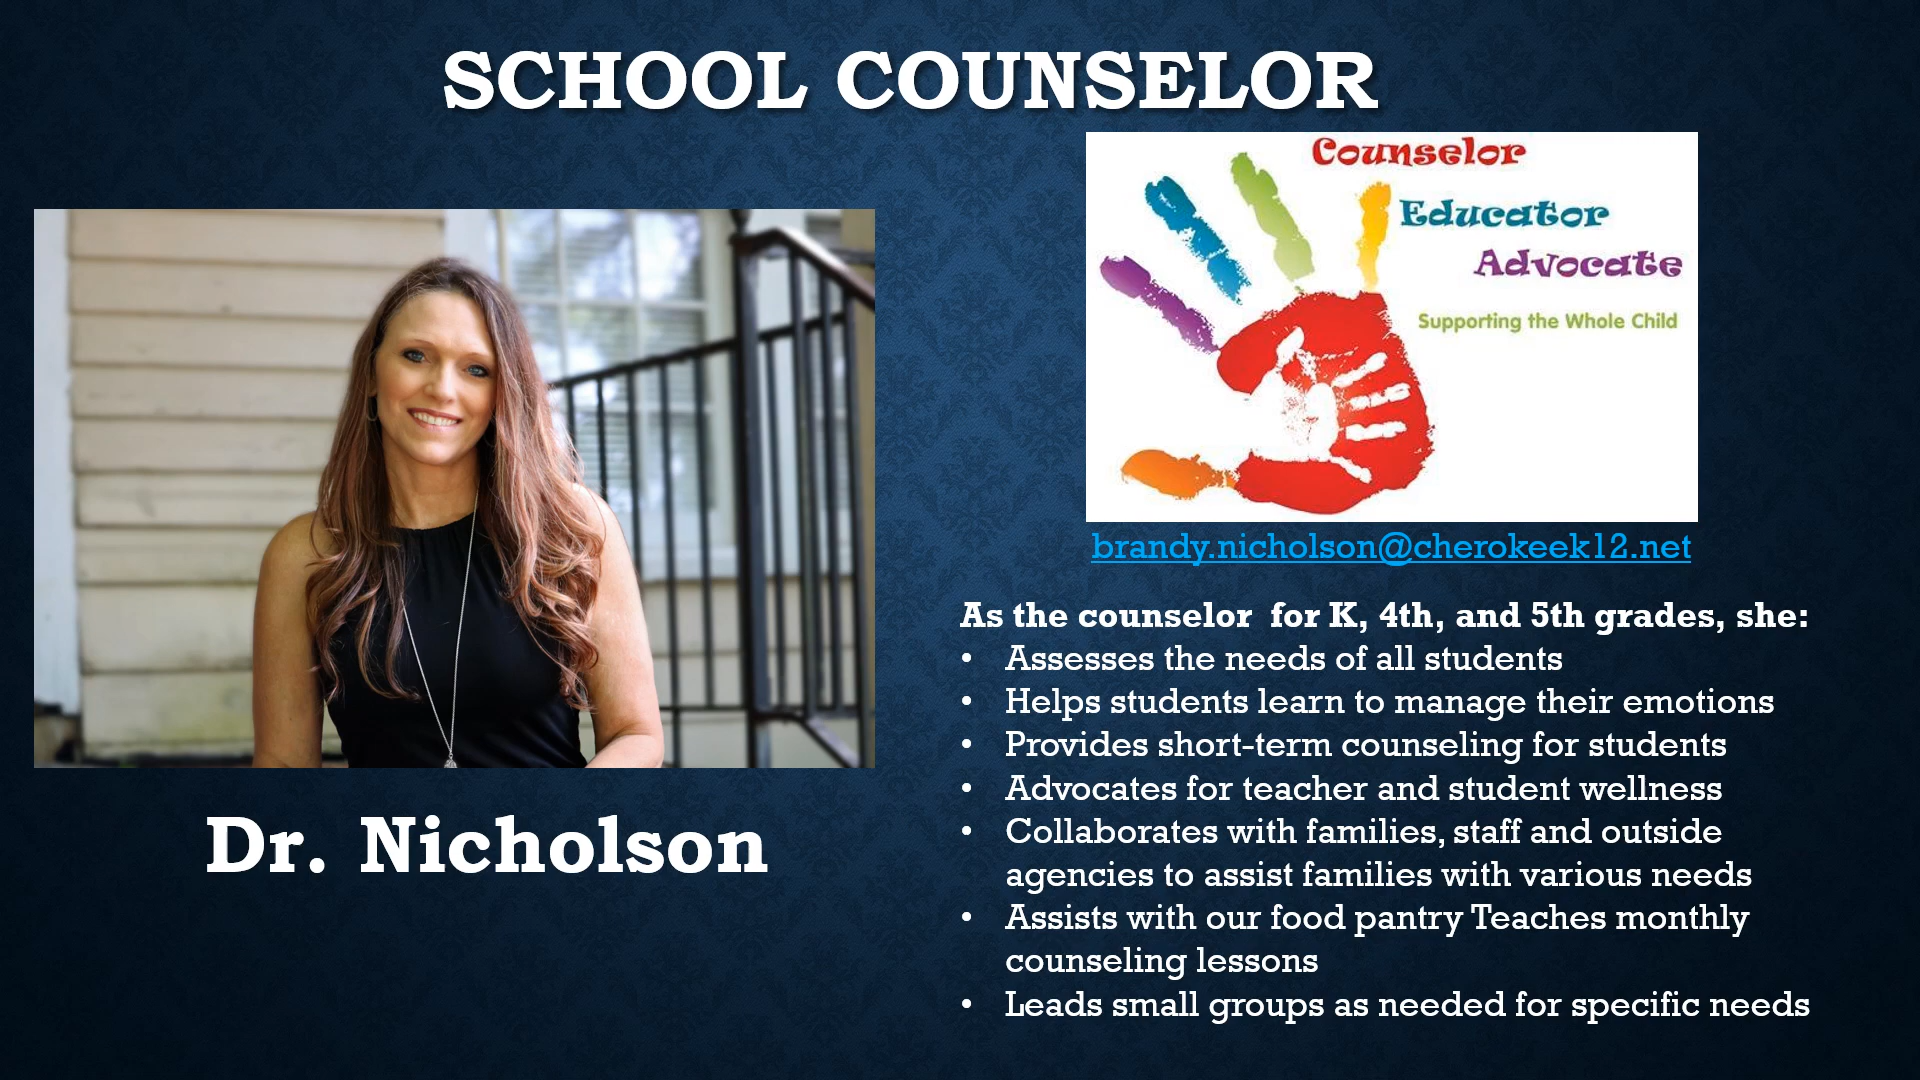 SCHOOL COUNSELOR
Counselor
Educator
Advocate
Supporting the Whole Child
brandy.nicholson@cherokeek12.net
Dr. Nicholson
As the counselor  for K, 4th, and 5th grades, she:
• Assesses the needs of all students
• Helps students learn to manage their emotions
• Provides short-term counseling for students
• Advocates for teacher and student wellness
• Collaborates with families, staff and outside
agencies to assist families with various needs
• Assists with our food pantry Teaches monthly
counseling lessons
• Leads small groups as needed for specific needs